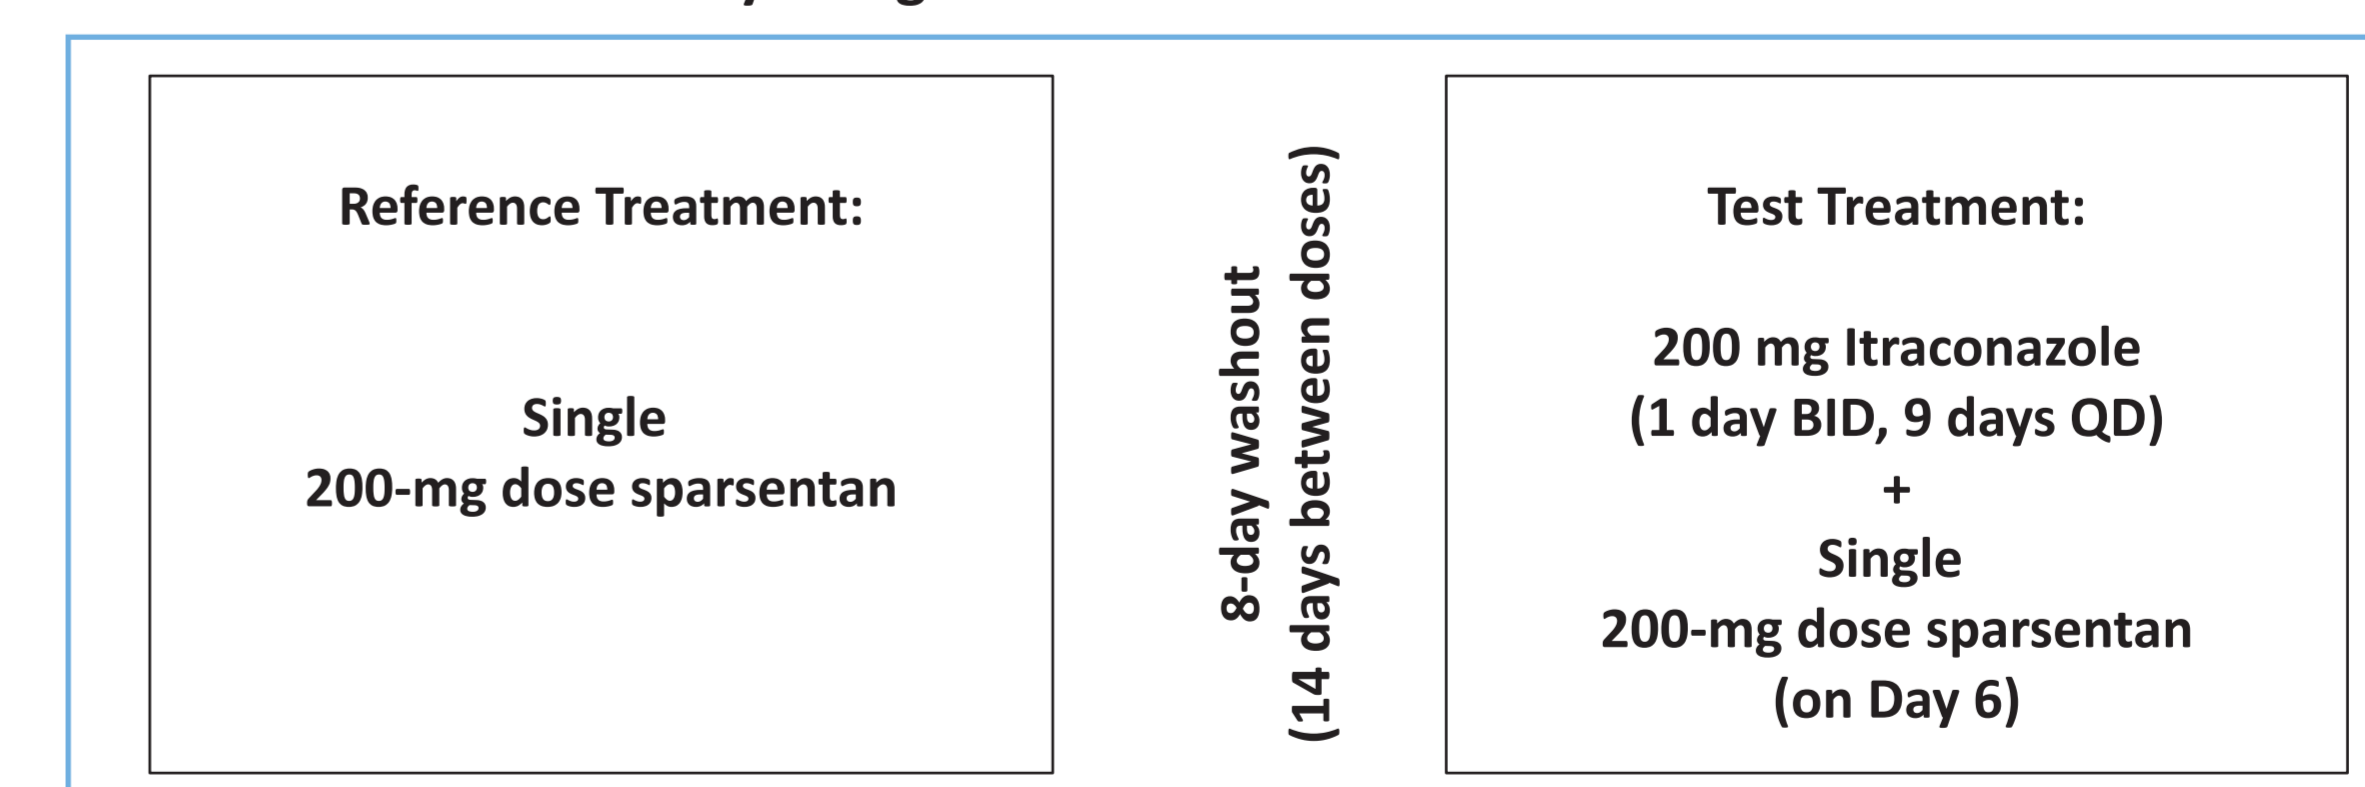 Reference Treatment:
Single
200-mg dose sparsentan
8-day washout
(14 days between doses)
Test Treatment:
200 mg Itraconazole
(1 day BID, 9 days QD)
+
Single
200-mg dose sparsentan
(on Day 6)